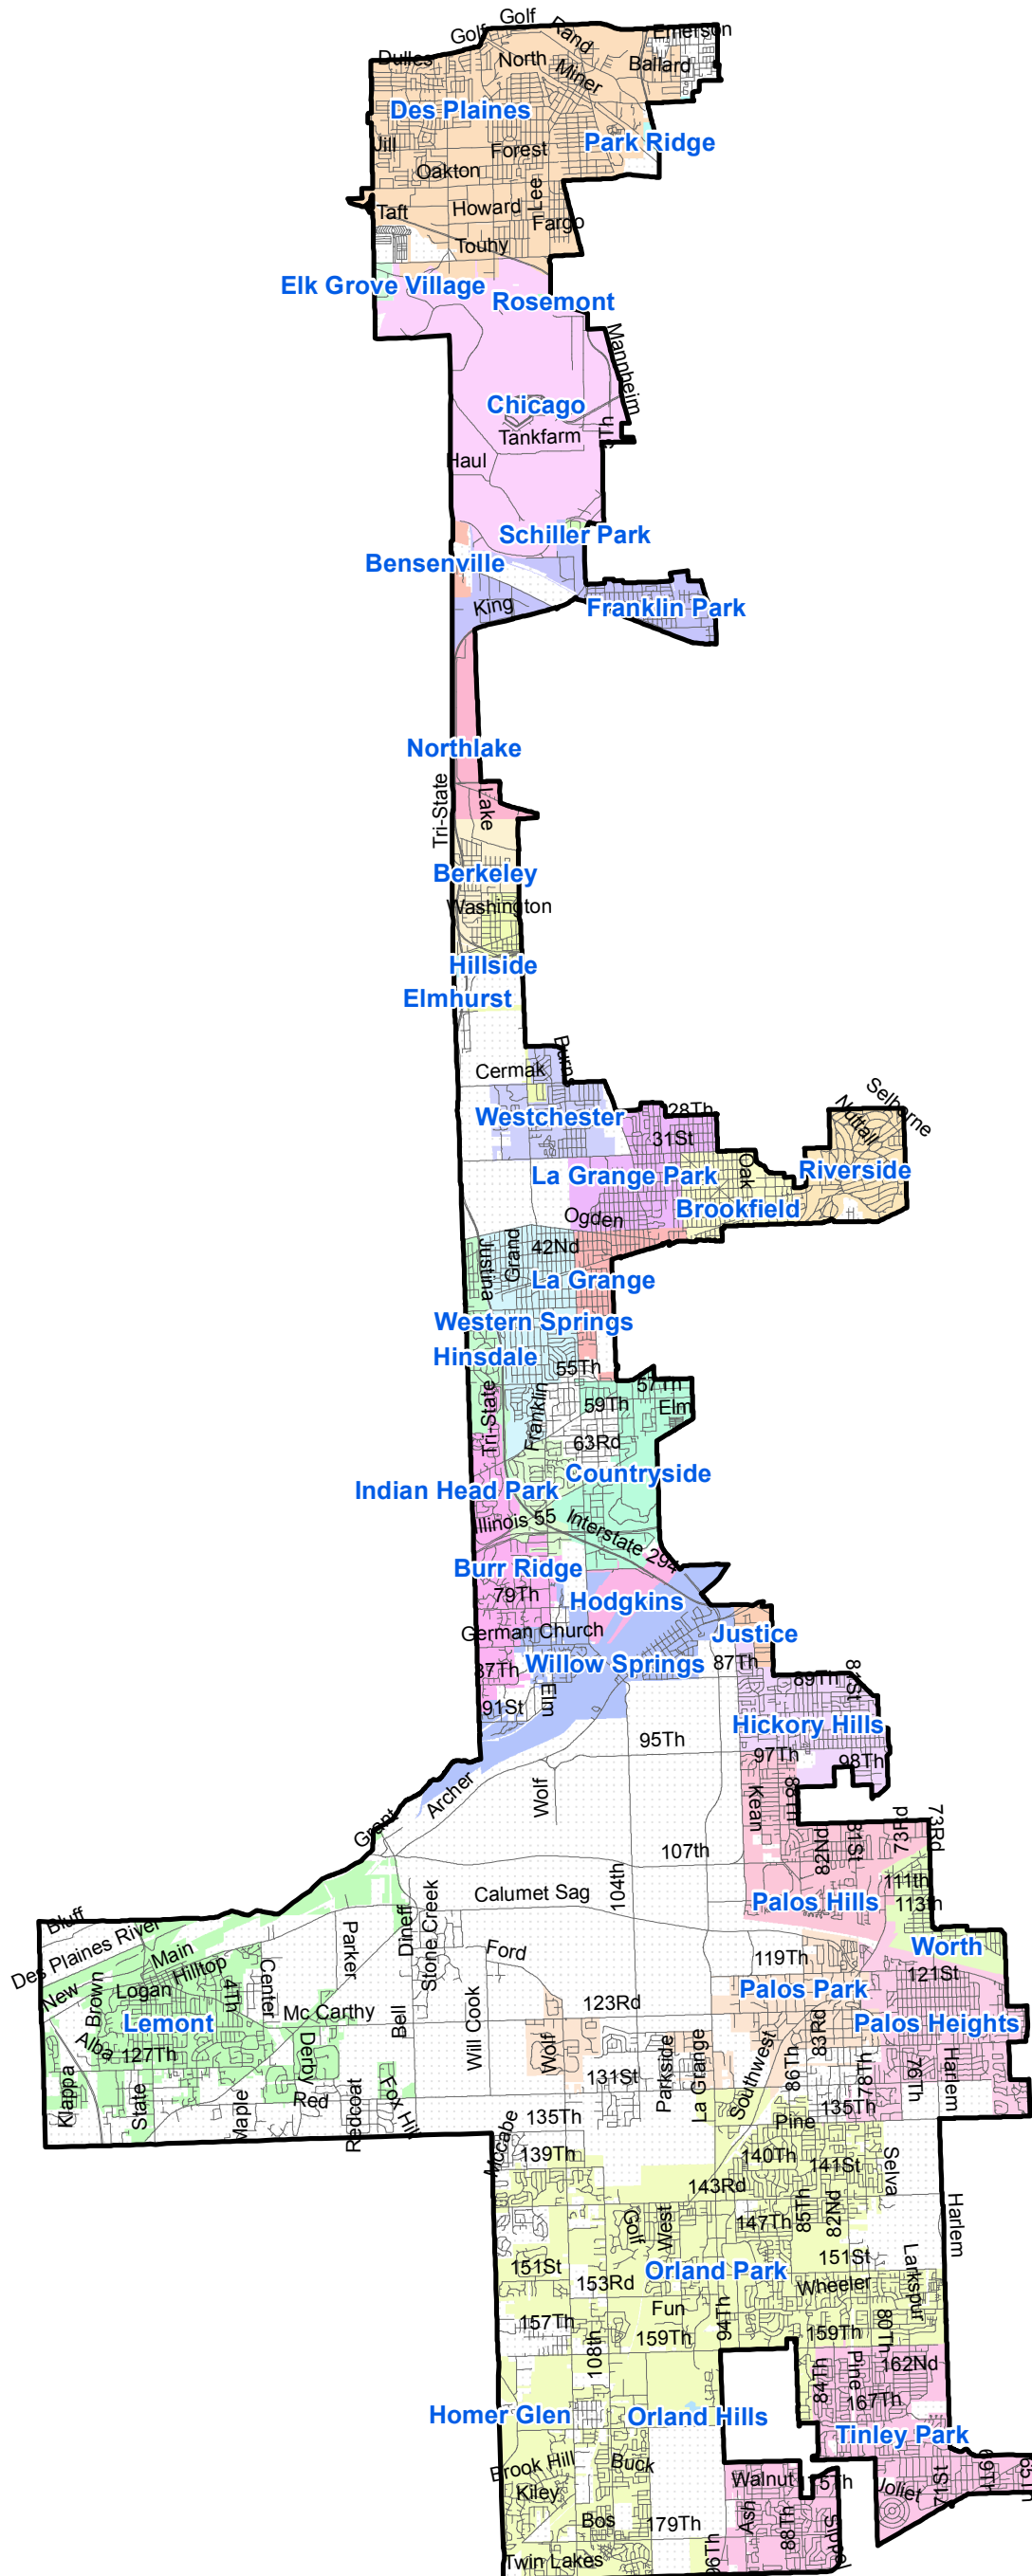 Golf
Golf
Rand
Emerson
Dulles
North
Miner
Ballard
Des Plaines
Park Ridge
Jill
Forest
Oakton
Lee
Taft
Howard
Fargo
Touhy
Elk Grove Village
Rosemont
Mannheim
Chicago
Tankfarm
Haul
Schiller Park
Bensenville
King
Franklin Park
Northlake
Tri-State
Lake
Berkeley
Washington
Hillside
Elmhurst
Cermak
Westchester
28Th
Selborne
Nuttall
31St
La Grange Park
Oak
Riverside
Brookfield
Ogden
Justina
Grand
42Nd
La Grange
Western Springs
Hinsdale
55Th
57Th
Tri-State
Franklin
59Th
Elm
63Rd
Countryside
Indian Head Park
Illinois 55
Interstate 294
Burr Ridge
79Th
Hodgkins
German Church
Justice
Willow Springs
87Th
87Th
89Th
81St
91St
Elm
Hickory Hills
95Th
97Th
98Th
Archer
Wolf
Kean
88Th
Grant
82Nd
81St
73Rd
73Rd
107th
104th
111th
Calumet Sag
Palos Hills
113th
Bluff
Des Plaines River
Main
Parker
Dineff
Stone Creek
Ford
119Th
Worth
New
Brown
Logan
Hilltop
4Th
Center
121St
Palos Park
Mc Carthy
Bell
Will Cook
123Rd
83Rd
Palos Heights
Lemont
Alba
127Th
Derby
Wolf
Parkside
La Grange
Southwest
86Th
78Th
76Th
Harlem
Klappa
State
Maple
Red
Redcoat
Fox Hill
131St
135Th
135Th
Pine
Mccabe
139Th
140Th
141St
Selva
143Rd
Golf
West
147Th
85Th
82Nd
Harlem
151St
153Rd
Orland Park
151St
Wheeler
Larkspur
157Th
108th
Fun
159Th
94Th
159Th
80Th
84Th
Pine
162Nd
167Th
Homer Glen
Orland Hills
Tinley Park
Brook Hill
Buck
Walnut
Kiley
Ash
88Th
Joliet
71St
69Th
Bos
179Th
96Th
Twin Lakes